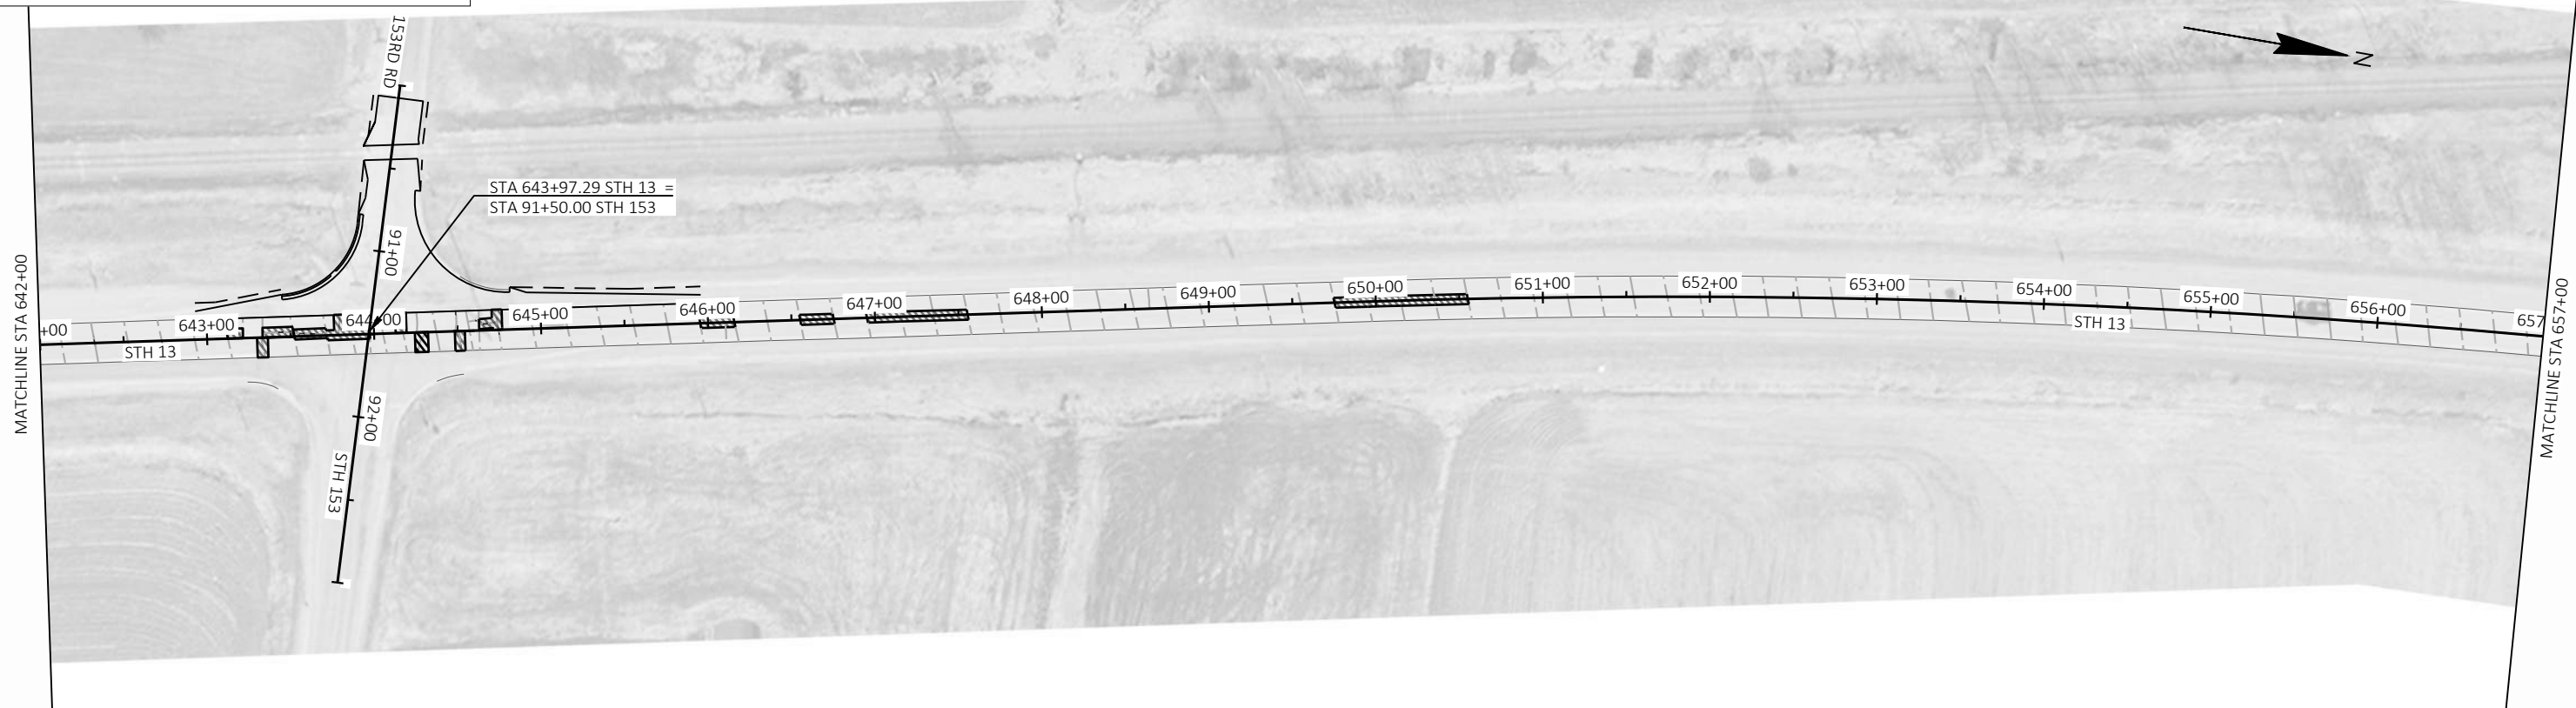 153RD RD
N
STA 643+97.29 STH 13 =
STA 91+50.00 STH 153
91+00
92+00
STH 153
MATCHLINE STA 642+00
+00
643+00
644+00
645+00
646+00
647+00
648+00
649+00
650+00
651+00
652+00
653+00
654+00
655+00
656+00
657
STH 13
STH 13
MATCHLINE STA 657+00